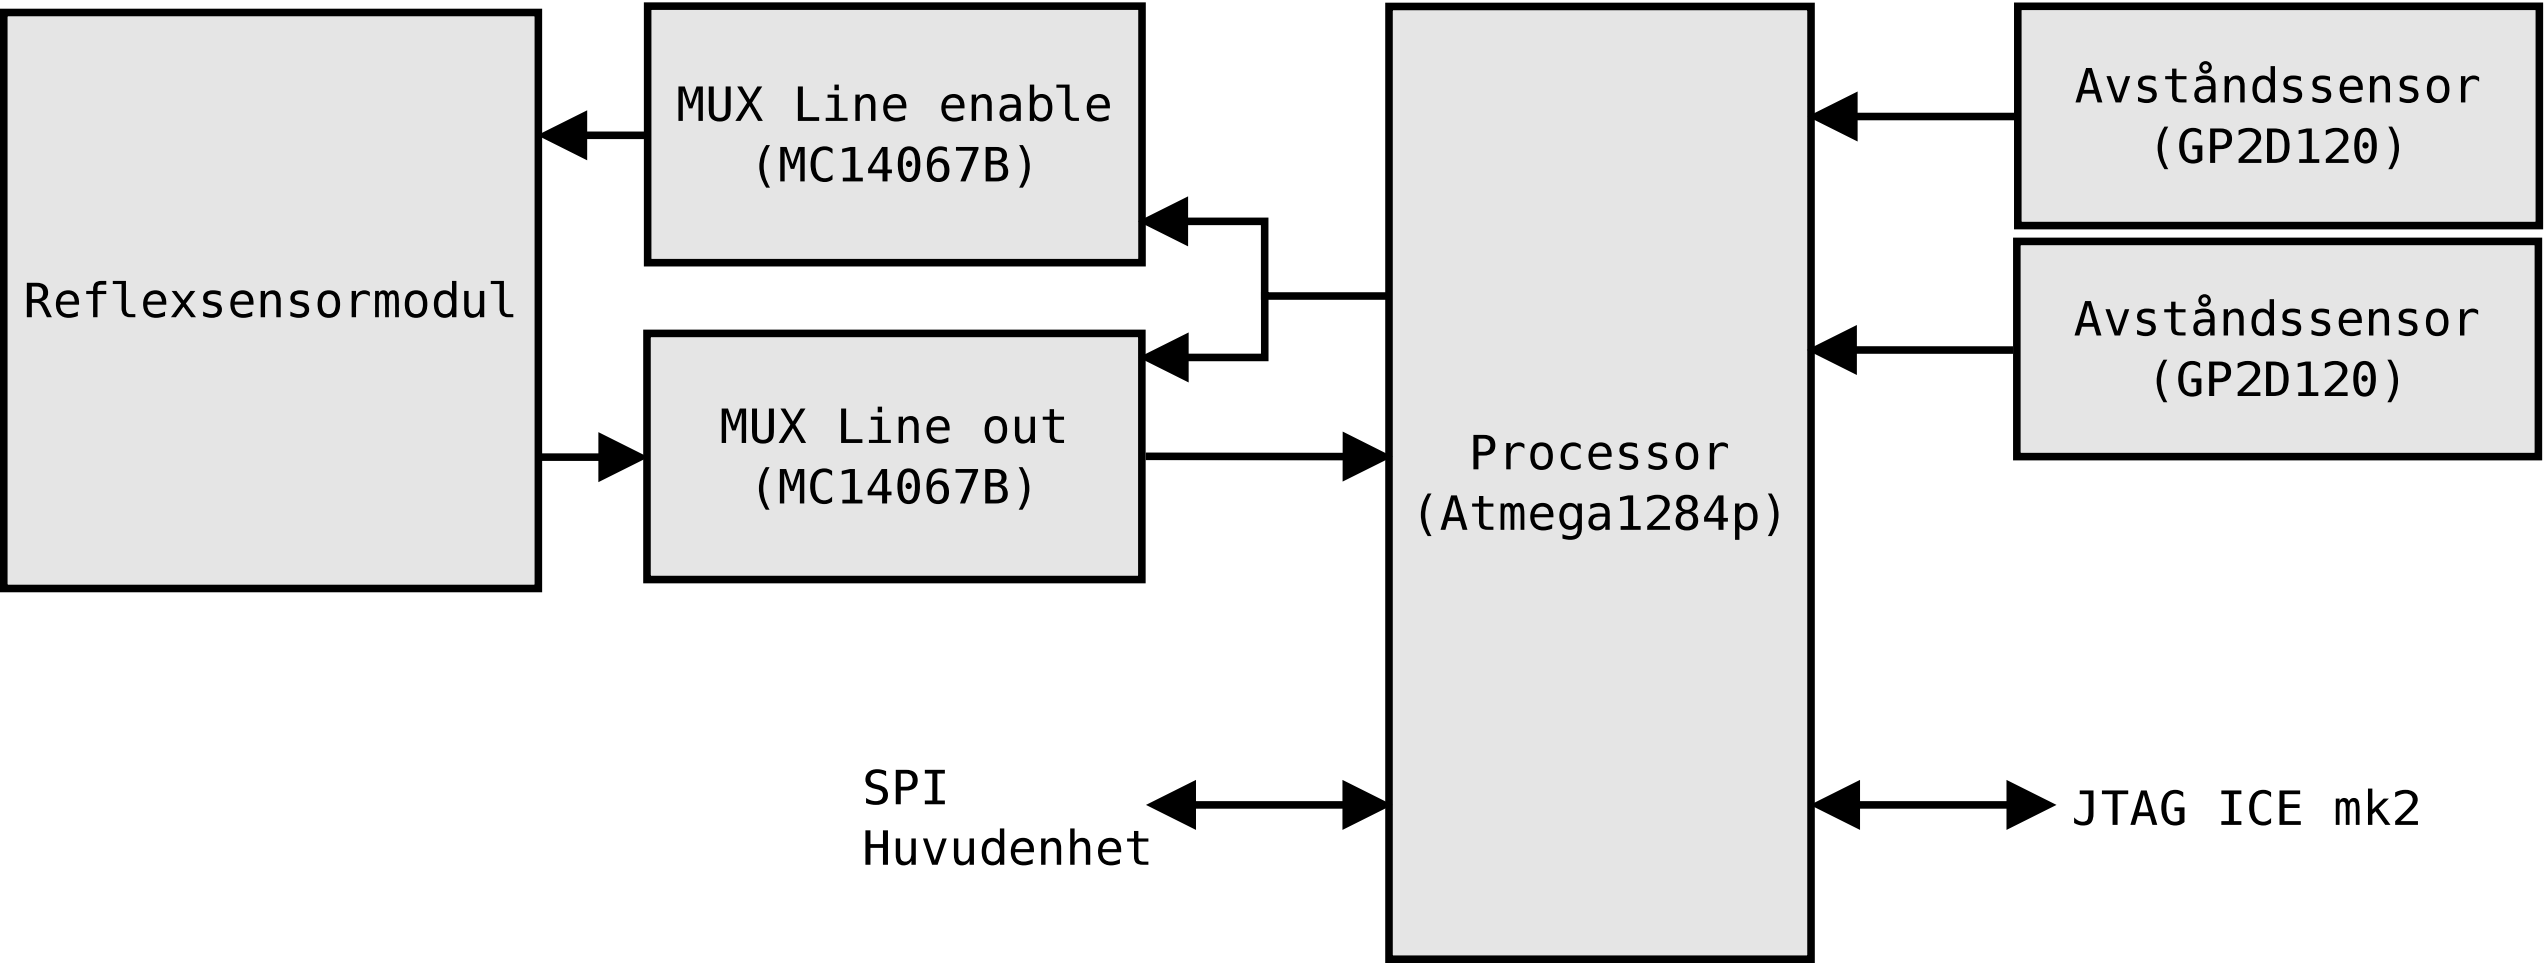 Reflexsensormodul
MUX Line enable
(MC14067B)
MUX Line out
(MC14067B)
Processor
(Atmega1284p)
Avståndssensor
(GP2D120)
Avståndssensor
(GP2D120)
SPI
Huvudenhet
JTAG ICE mk2